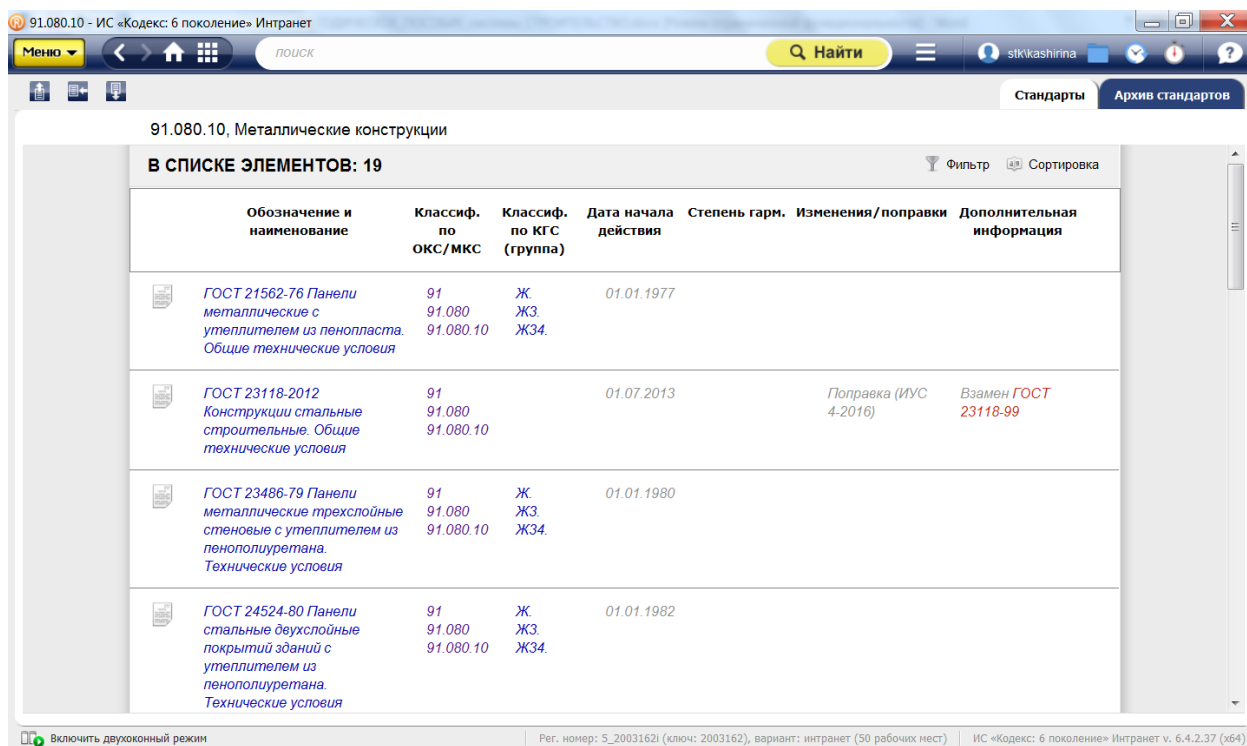 91.080.10 - ИС «Кодекс: 6 поколение» Интранет
Меню
поиск
Найти
stk\kashirina
?
Стандарты
Архив стандартов
91.080.10, Металлические конструкции
В СПИСКЕ ЭЛЕМЕНТОВ: 19
Фильтр
Сортировка
Обозначение и
наименование
Классиф.
по
ОКС/МКС
Классиф.
по КГС
(группа)
Дата начала
действия
Степень гарм.
Изменения/поправки
Дополнительная
информация
ГОСТ 21562-76 Панели
металлические с
утеплителем из пенопласта.
Общие технические условия
91
91.080
91.080.10
Ж.
Ж3.
Ж34.
01.01.1977
ГОСТ 23118-2012
Конструкции стальные
строительные. Общие
технические условия
91
91.080
91.080.10
01.07.2013
Поправка (ИУС
4-2016)
Взамен ГОСТ
23118-99
ГОСТ 23486-79 Панели
металлические трехслойные
стеновые с утеплителем из
пенополиуретана.
Технические условия
91
91.080
91.080.10
Ж.
Ж3.
Ж34.
01.01.1980
ГОСТ 24524-80 Панели
стальные двухслойные
покрытий зданий с
утеплителем из
пенополиуретана.
Технические условия
91
91.080
91.080.10
Ж.
Ж3.
Ж34.
01.01.1982
Включить двухоконный режим
Рег. номер: 5_2003162i (ключ: 2003162), вариант: интранет (50 рабочих мест)
ИС «Кодекс: 6 поколение» Интранет v. 6.4.2.37 (x64)